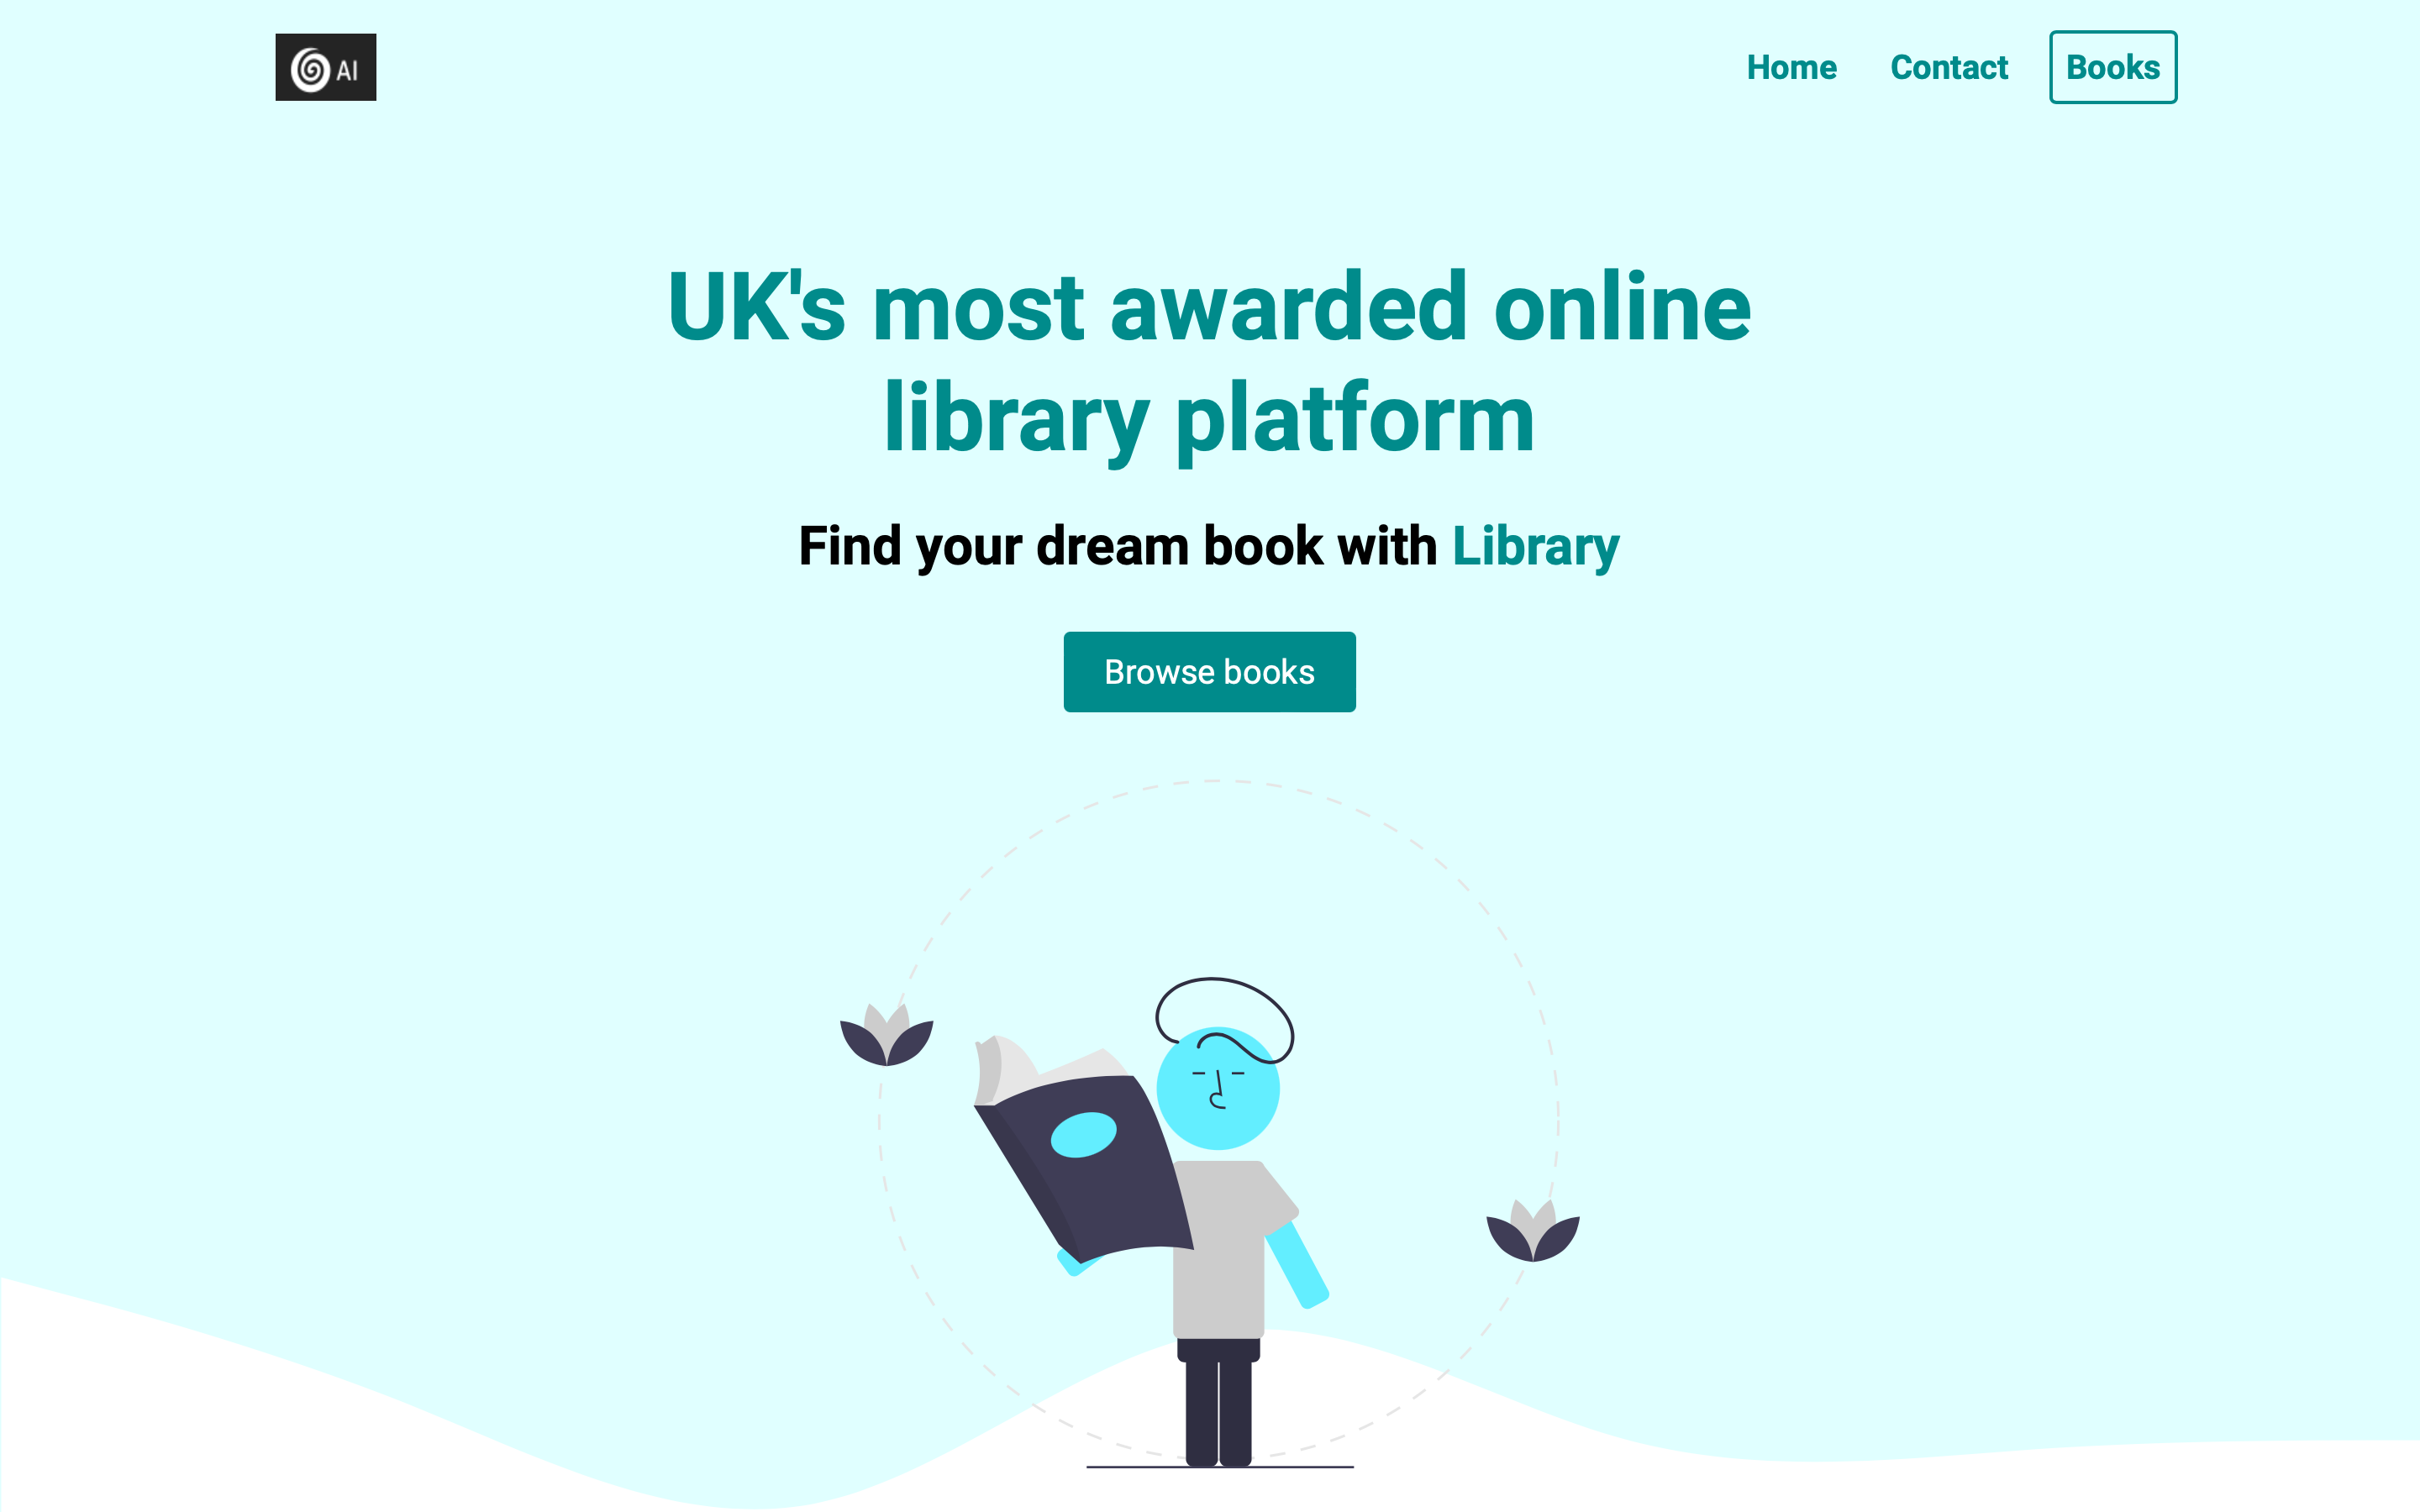 AI
Home Contact Books
UK's most awarded online
library platform
Find your dream book with Library
Browse books